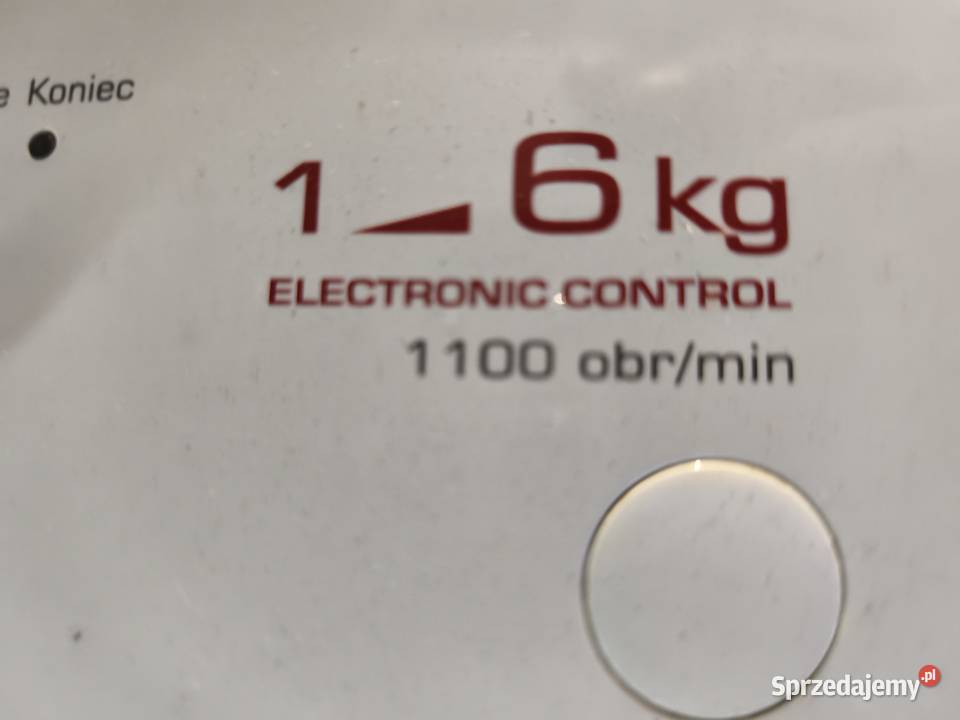 e Koniec
1 6 kg
ELECTRONIC CONTROL
1100 obr/min
Sprzedajemy.pl